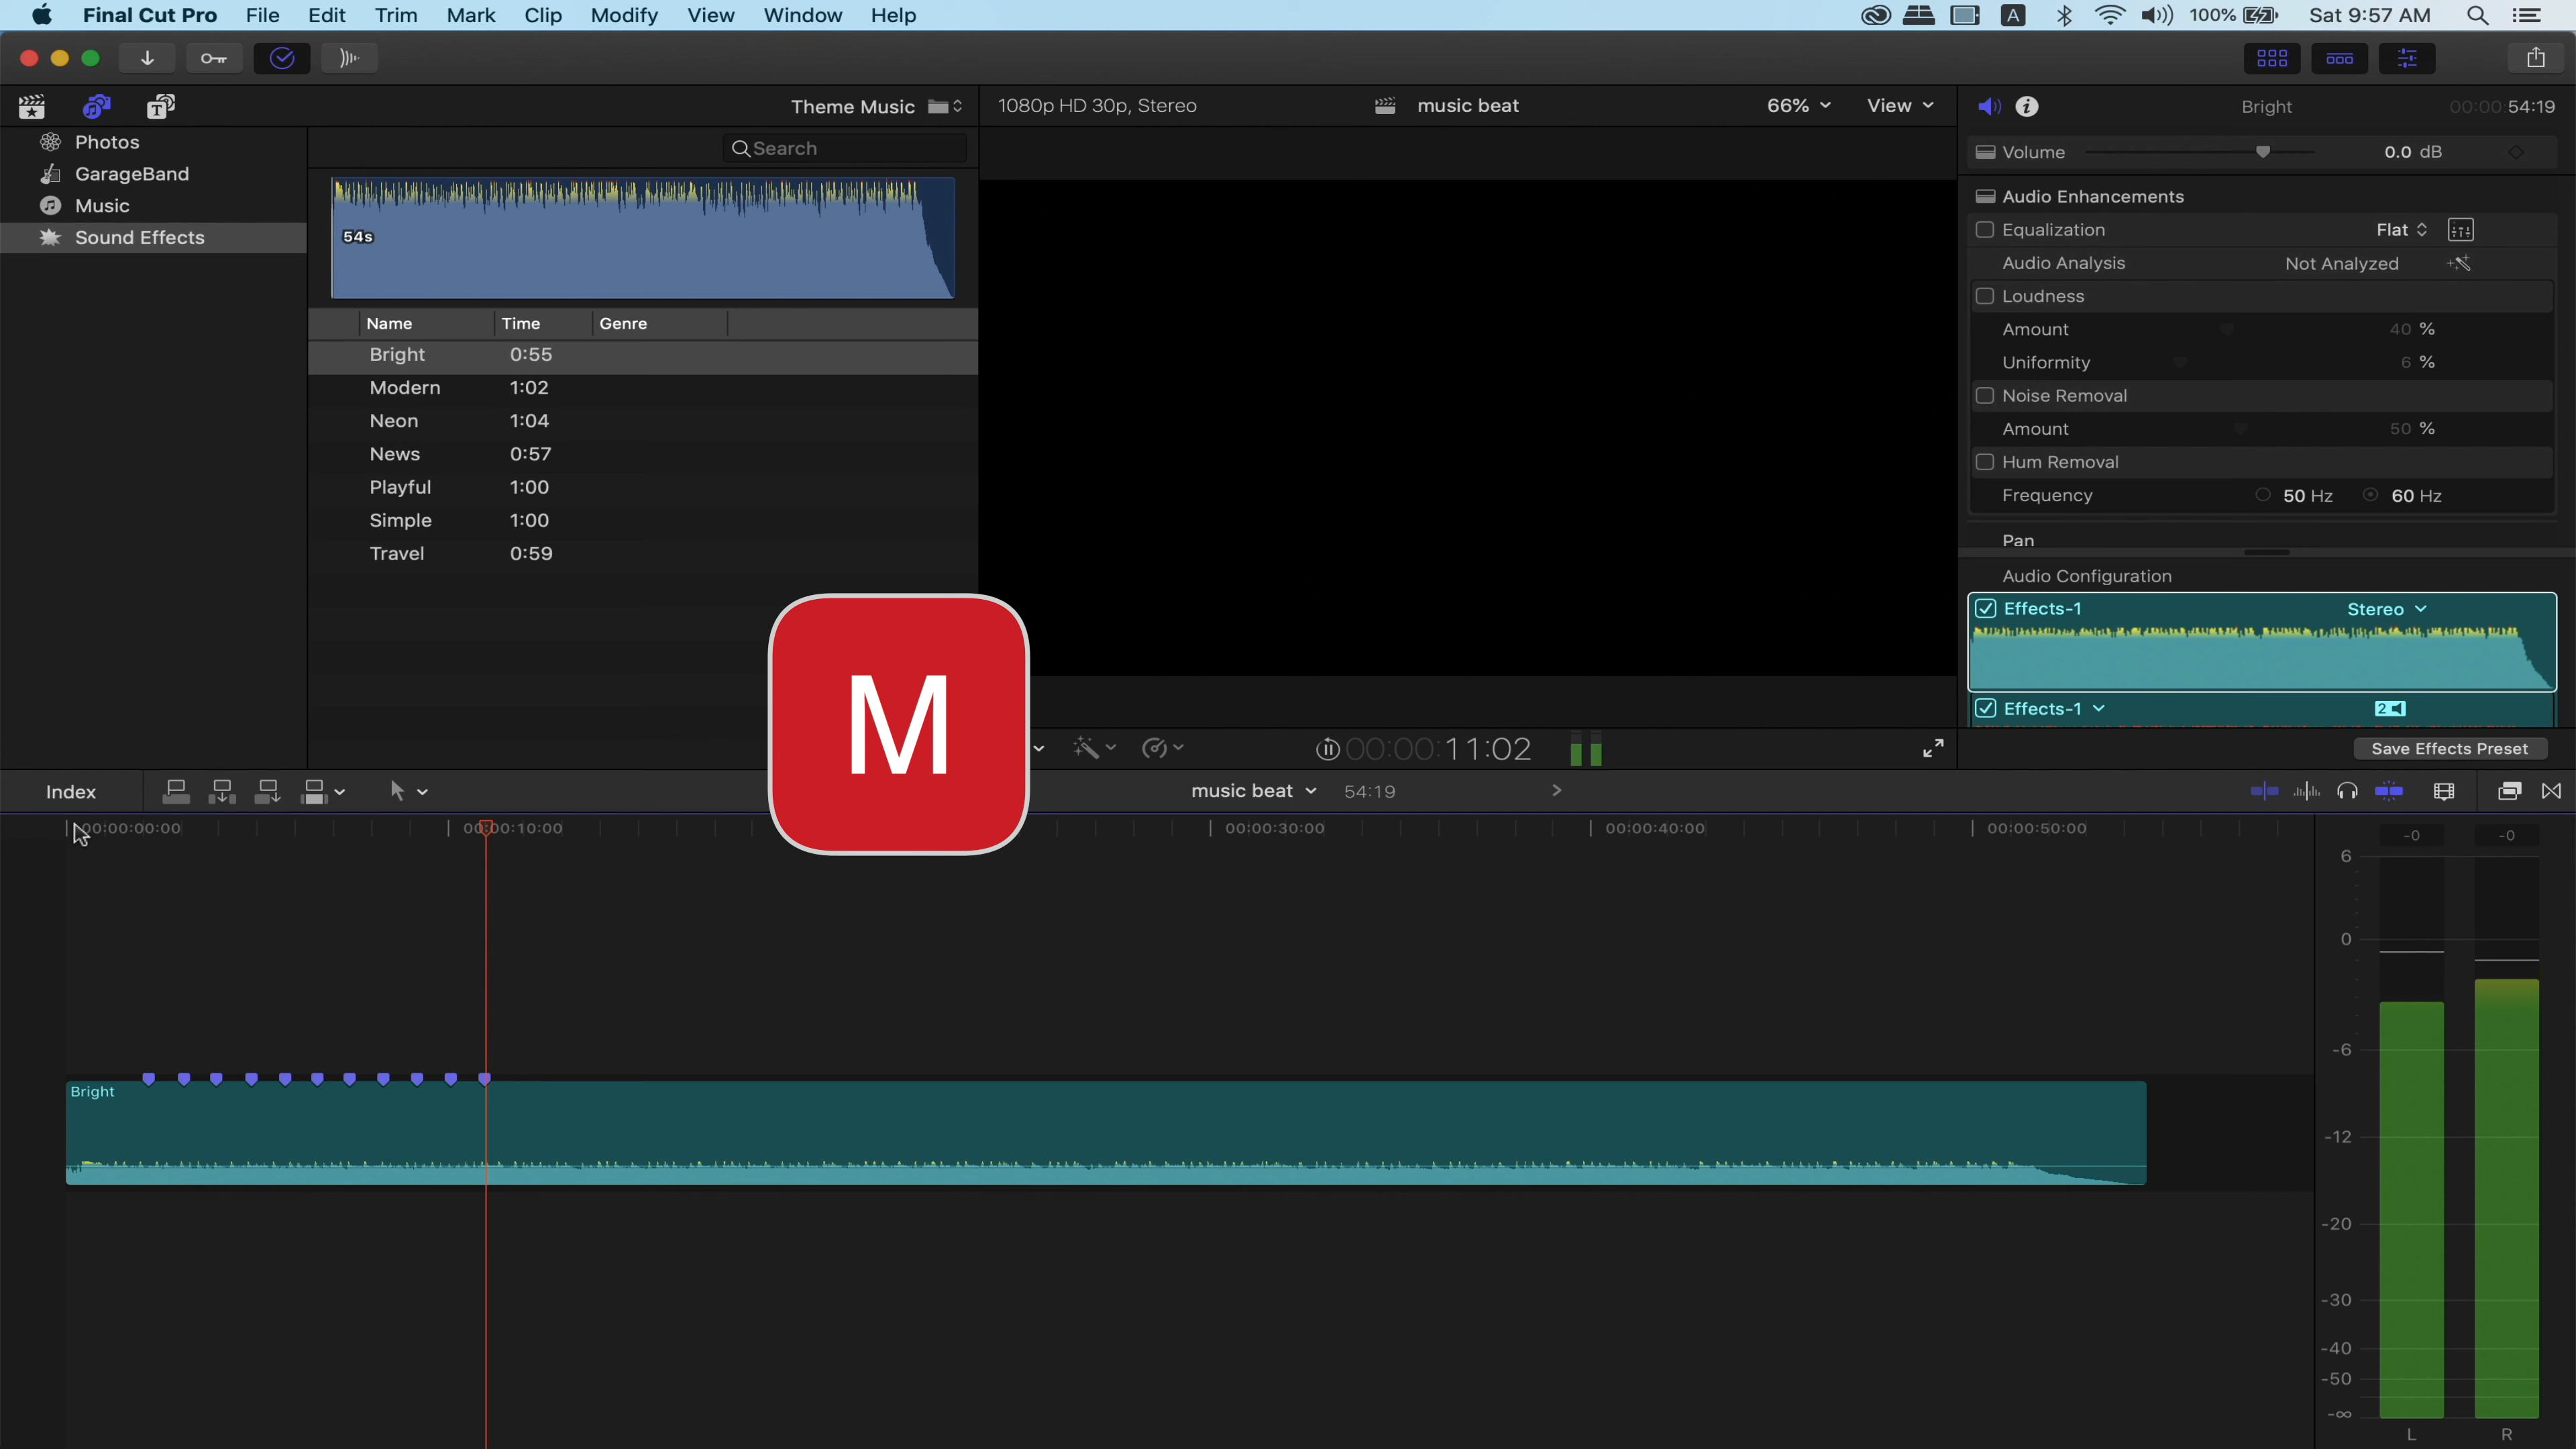 Final Cut Pro File Edit Trim Mark Clip Modify View Window Help A 100% Sat 9:57 AM
Theme Music
1080p HD 30p, Stereo music beat 66% View
Bright 00:00:54:19
Photos
GarageBand
Music
Sound Effects
Search
54s
Name Time Genre
Bright 0:55
Modern 1:02
Neon 1:04
News 0:57
Playful 1:00
Simple 1:00
Travel 0:59
Volume 0.0 dB
Audio Enhancements
Equalization Flat
Audio Analysis Not Analyzed
Loudness
Amount 40 %
Uniformity 6 %
Noise Removal
Amount 50 %
Hum Removal
Frequency 50 Hz 60 Hz
Pan
Audio Configuration
Effects-1 Stereo
Effects-1 2
M
00:00:11:02
Save Effects Preset
Index music beat 54:19
00:00:00:00 00:00:10:00 00:00:30:00 00:00:40:00 00:00:50:00
Bright
-0 -0
6
0
-6
-12
-20
-30
-40
-50
-∞
L R